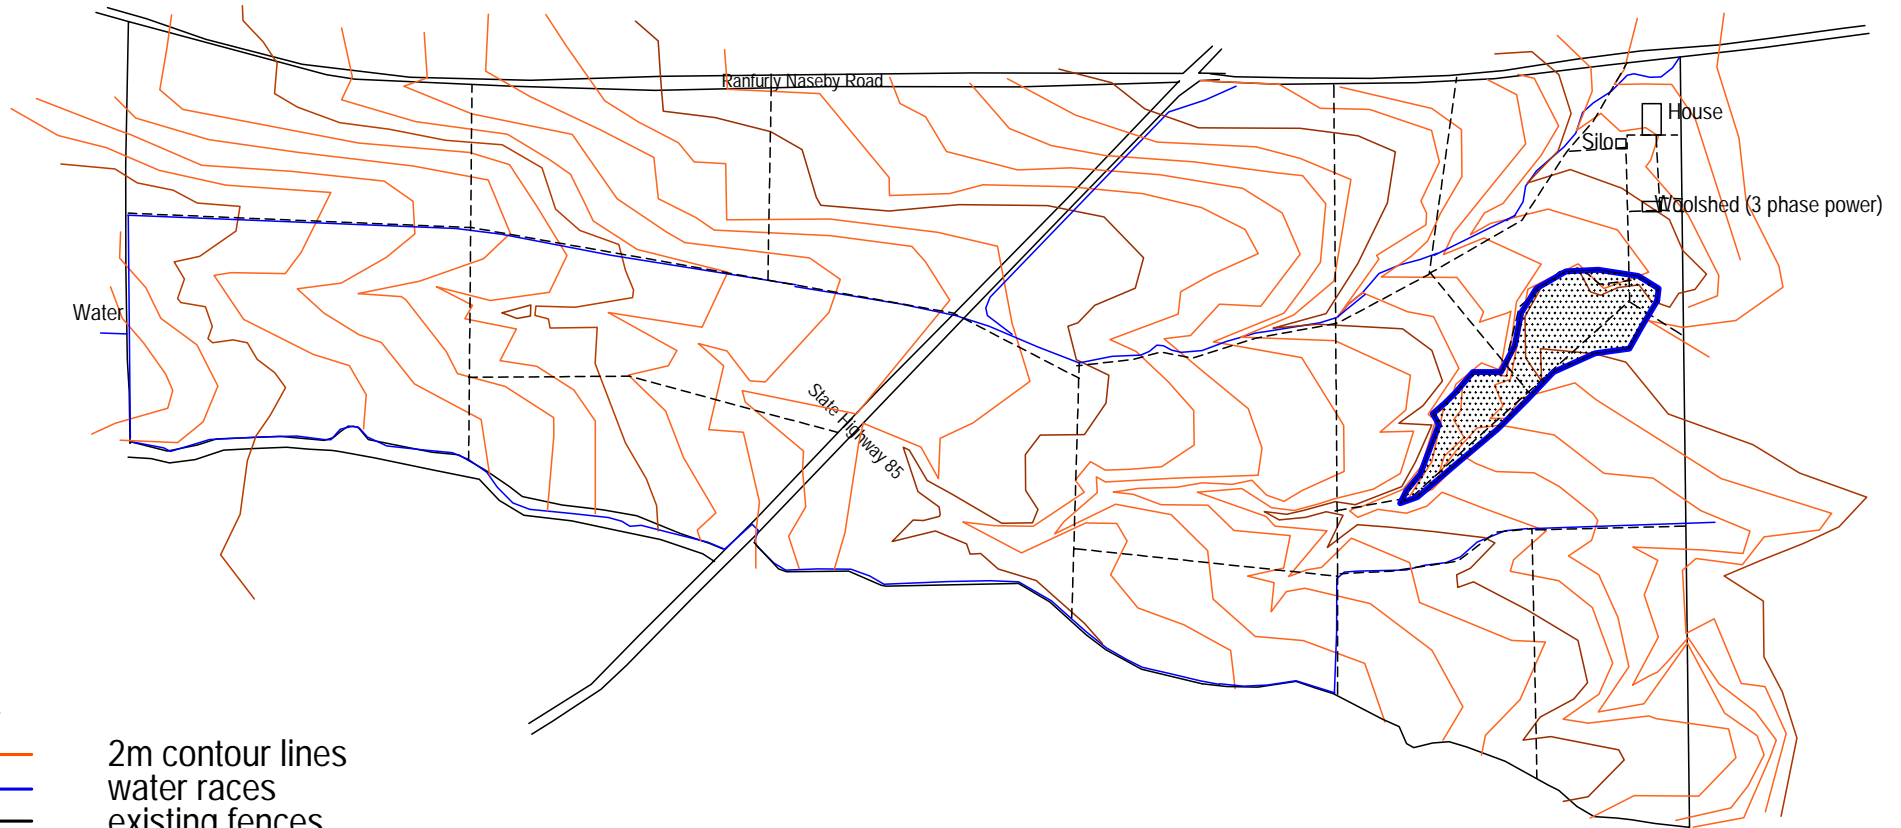 Ranfurly Naseby Road
House
Silo
Woolshed (3 phase power)
Water
State Highway 85
2m contour lines
water races
existing fences